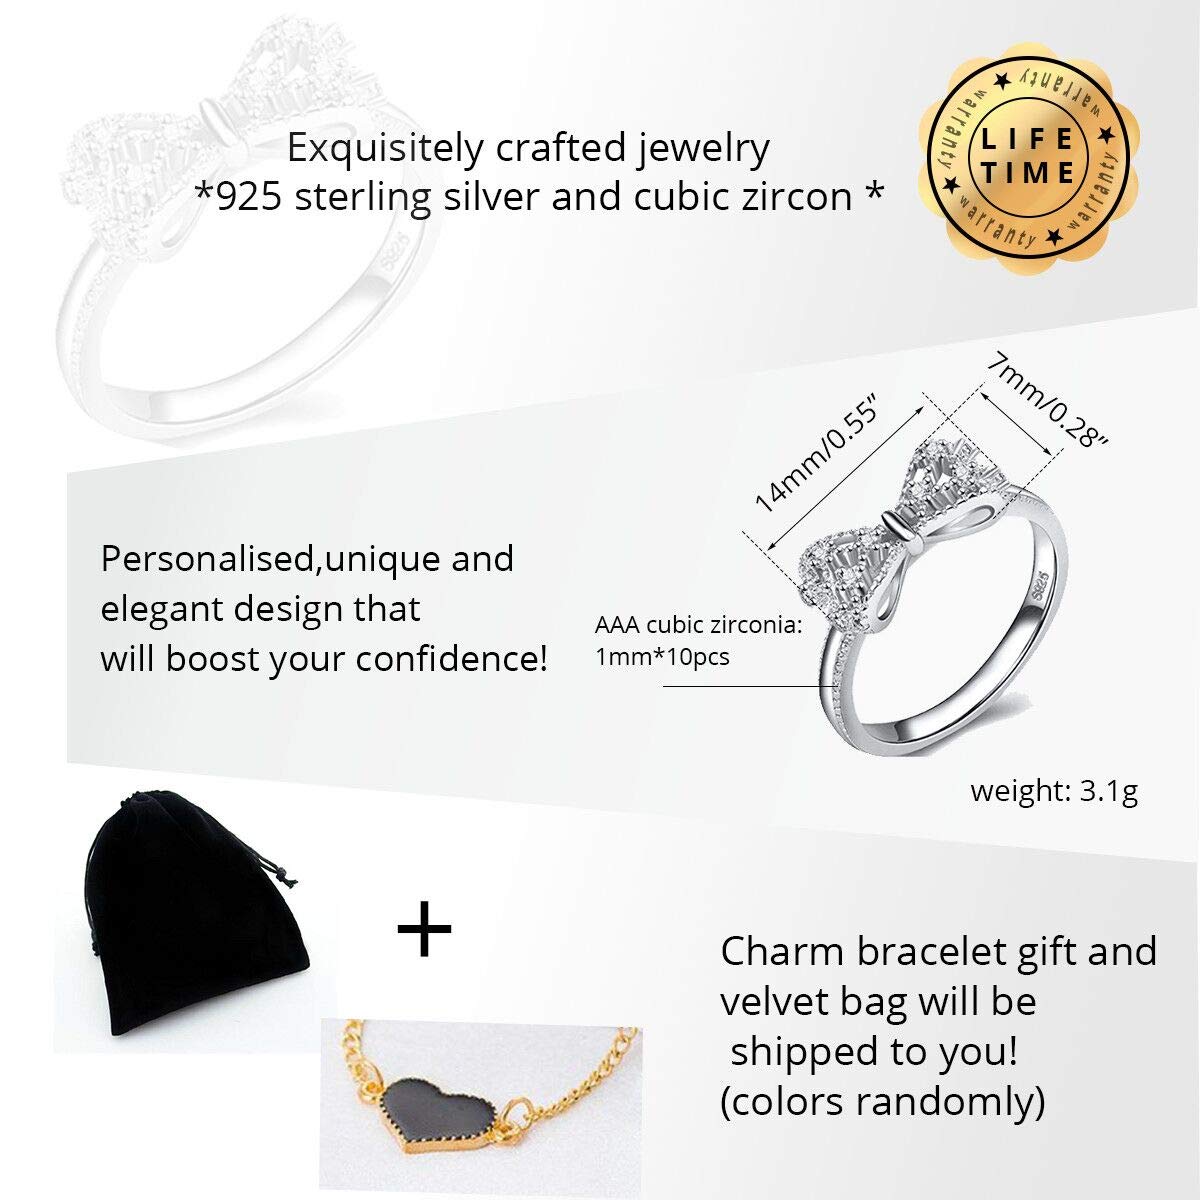 Exquisitely crafted jewelry
*925 sterling silver and cubic zircon *
warranty
LIFE
TIME
warranty
warranty
warranty
S925
14mm/0.55"
7mm/0.28"
Personalised,unique and
elegant design that
will boost your confidence!
AAA cubic zirconia:
1mm*10pcs
S925
weight: 3.1g
+
Charm bracelet gift and
velvet bag will be
shipped to you!
(colors randomly)